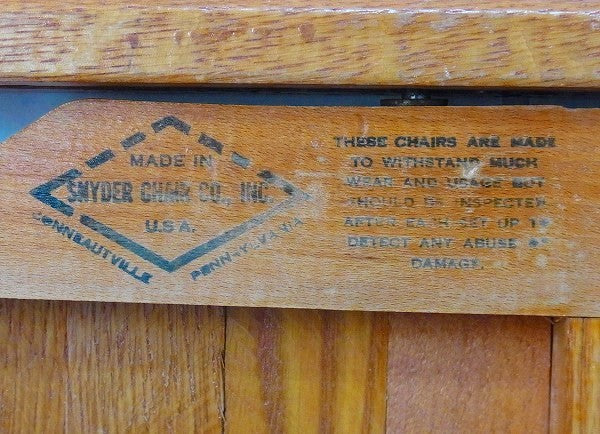 MADE IN
SNYDER CHAIR CO., INC.
U.S.A.
CONNEAUTVILLE
PENNSYLVANIA
THESE CHAIRS ARE MADE
TO WITHSTAND MUCH
WEAR AND USAGE BUT
SHOULD BE INSPECTED
AFTER EACH SET UP TO
DETECT ANY ABUSE OR
DAMAGE.